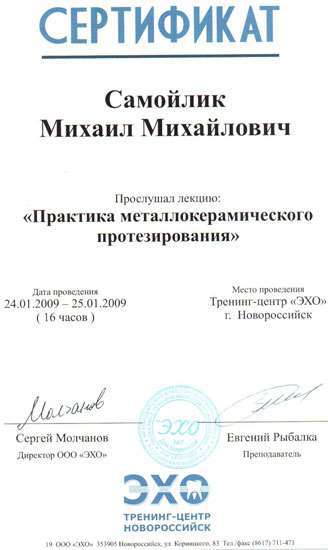 СЕРТИФИКАТ
Самойлик
Михаил Михайлович
Прослушал лекцию:
«Практика металлокерамического
протезирования»
Дата проведения
24.01.2009 – 25.01.2009
( 16 часов )
Место проведения
Тренинг-центр «ЭХО»
г. Новороссийск
Молчанов
ЭХО
Сергей Молчанов
Директор ООО «ЭХО»
Евгений Рыбалка
Преподаватель
ЭХО
ТРЕНИНГ-ЦЕНТР
НОВОРОССИЙСК
ООО «ЭХО» 353905 Новороссийск, ул. 83 Тел./факс (8617) 711-471